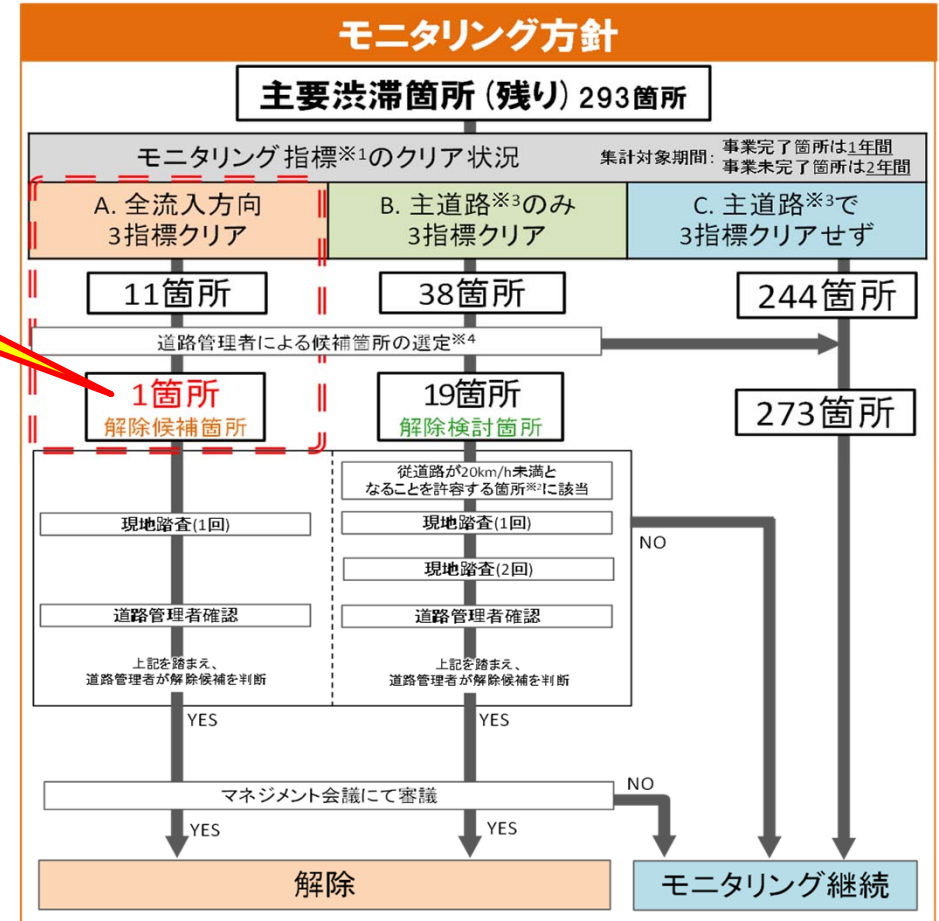 モニタリング方針
主要渋滞箇所(残り) 293箇所
モニタリング指標※1のクリア状況
集計対象期間: 事業完了箇所は1年間
事業未完了箇所は2年間
A. 全流入方向
3指標クリア
B. 主道路※3のみ
3指標クリア
C. 主道路※3で
3指標クリアせず
11箇所
38箇所
244箇所
道路管理者による候補箇所の選定※4
1箇所
解除候補箇所
19箇所
解除検討箇所
273箇所
従道路が20km/h未満と
なることを許容する箇所※2に該当
現地踏査(1回)
現地踏査(1回)
NO
現地踏査(2回)
道路管理者確認
道路管理者確認
上記を踏まえ、
道路管理者が解除候補を判断
上記を踏まえ、
道路管理者が解除候補を判断
YES
YES
マネジメント会議にて審議
NO
YES
YES
解除
モニタリング継続